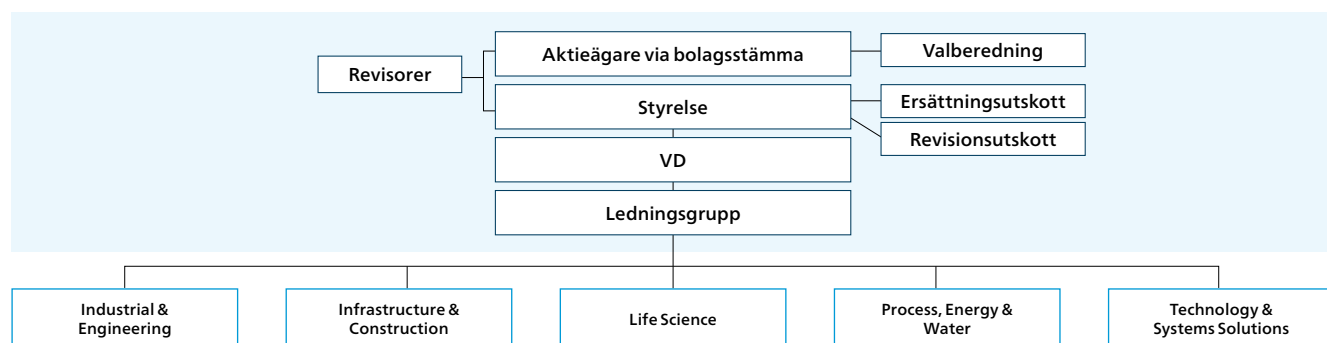 Aktieägare via bolagsstämma
Valberedning
Revisorer
Styrelse
Ersättningsutskott
Revisionsutskott
VD
Ledningsgrupp
Industrial &
Engineering
Infrastructure &
Construction
Life Science
Process, Energy &
Water
Technology &
Systems Solutions